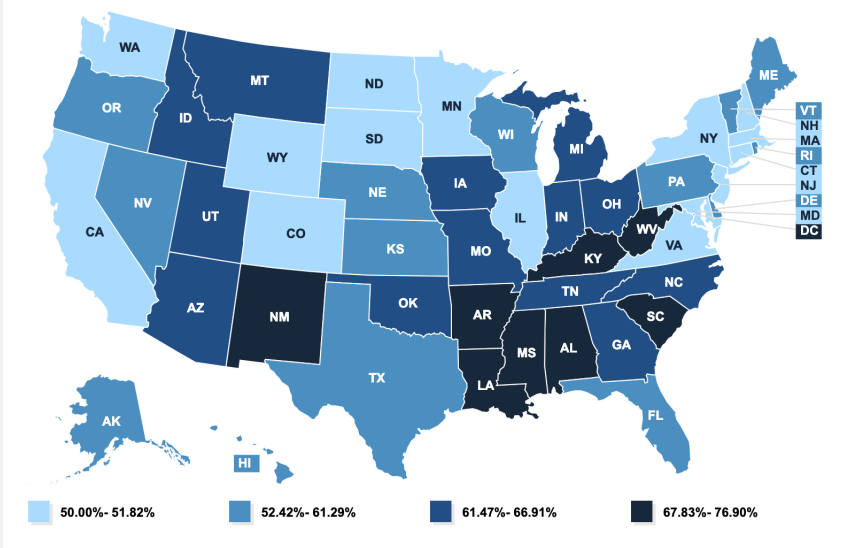 WA
MT
ND
MN
ME
OR
ID
SD
WI
MI
NY
VT
NH
MA
RI
CT
NJ
DE
MD
DC
WY
IA
NE
PA
NV
UT
CO
IL
IN
OH
CA
KS
MO
WV
VA
KY
AZ
NM
OK
TN
NC
AR
SC
MS
AL
GA
TX
LA
AK
FL
HI
50.00%- 51.82%
52.42%- 61.29%
61.47%- 66.91%
67.83%- 76.90%